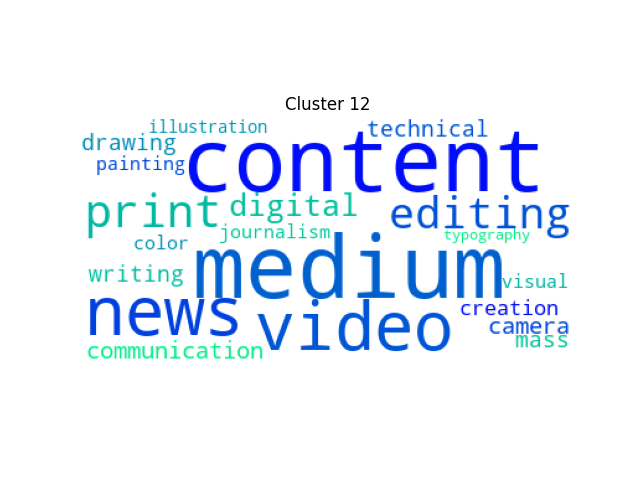 Cluster 12
illustration
technical
drawing
content
painting
print
digital
editing
journalism
typography
color
medium
writing
visual
news
video
creation
camera
mass
communication